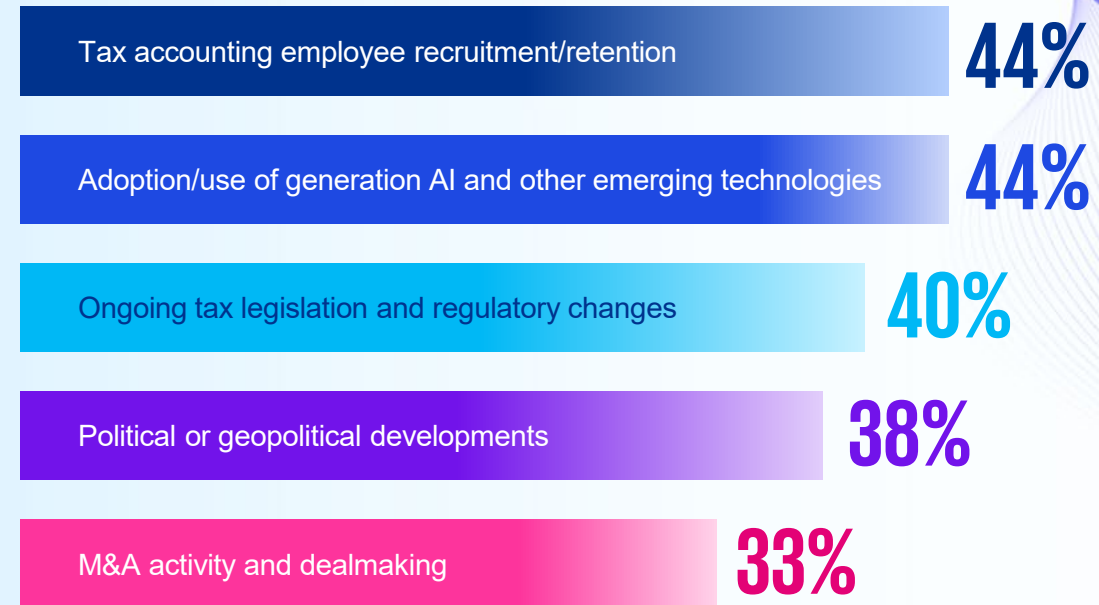 Tax accounting employee recruitment/retention 44%
Adoption/use of generation AI and other emerging technologies 44%
Ongoing tax legislation and regulatory changes 40%
Political or geopolitical developments 38%
M&A activity and dealmaking 33%